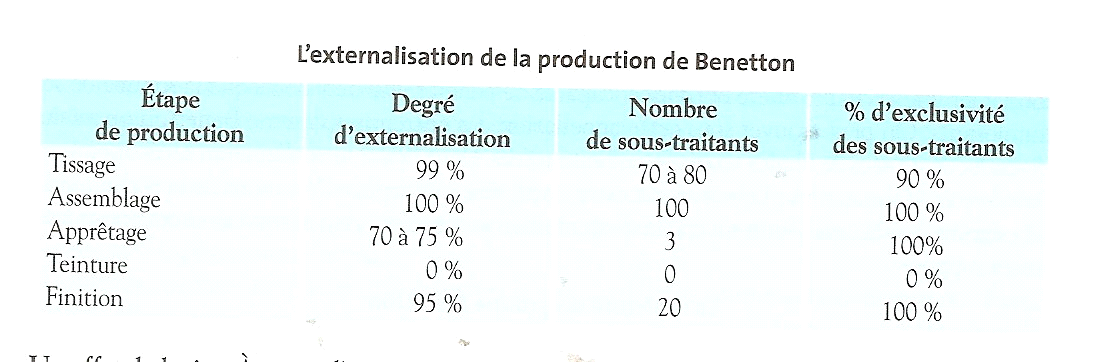 L'externalisation de la production de Benetton
Étape de production Degré d'externalisation Nombre de sous-traitants % d'exclusivité des sous-traitants
Tissage 99 % 70 à 80 90 %
Assemblage 100 % 100 100 %
Apprêtage 70 à 75 % 3 100%
Teinture 0 % 0 0 %
Finition 95 % 20 100 %